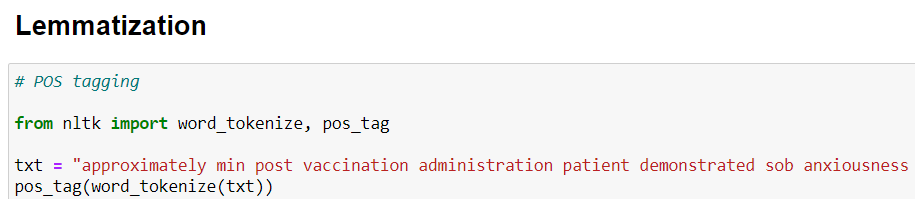 Lemmatization
# POS tagging
from nltk import word_tokenize, pos_tag
txt = "approximately min post vaccination administration patient demonstrated sob anxiousness
pos_tag(word_tokenize(txt))